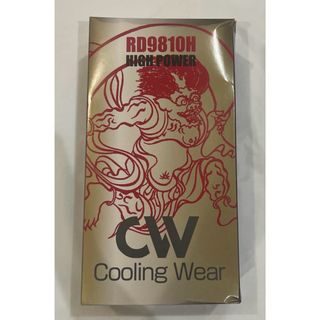 RD9810H
HIGH POWER
CW
Cooling Wear